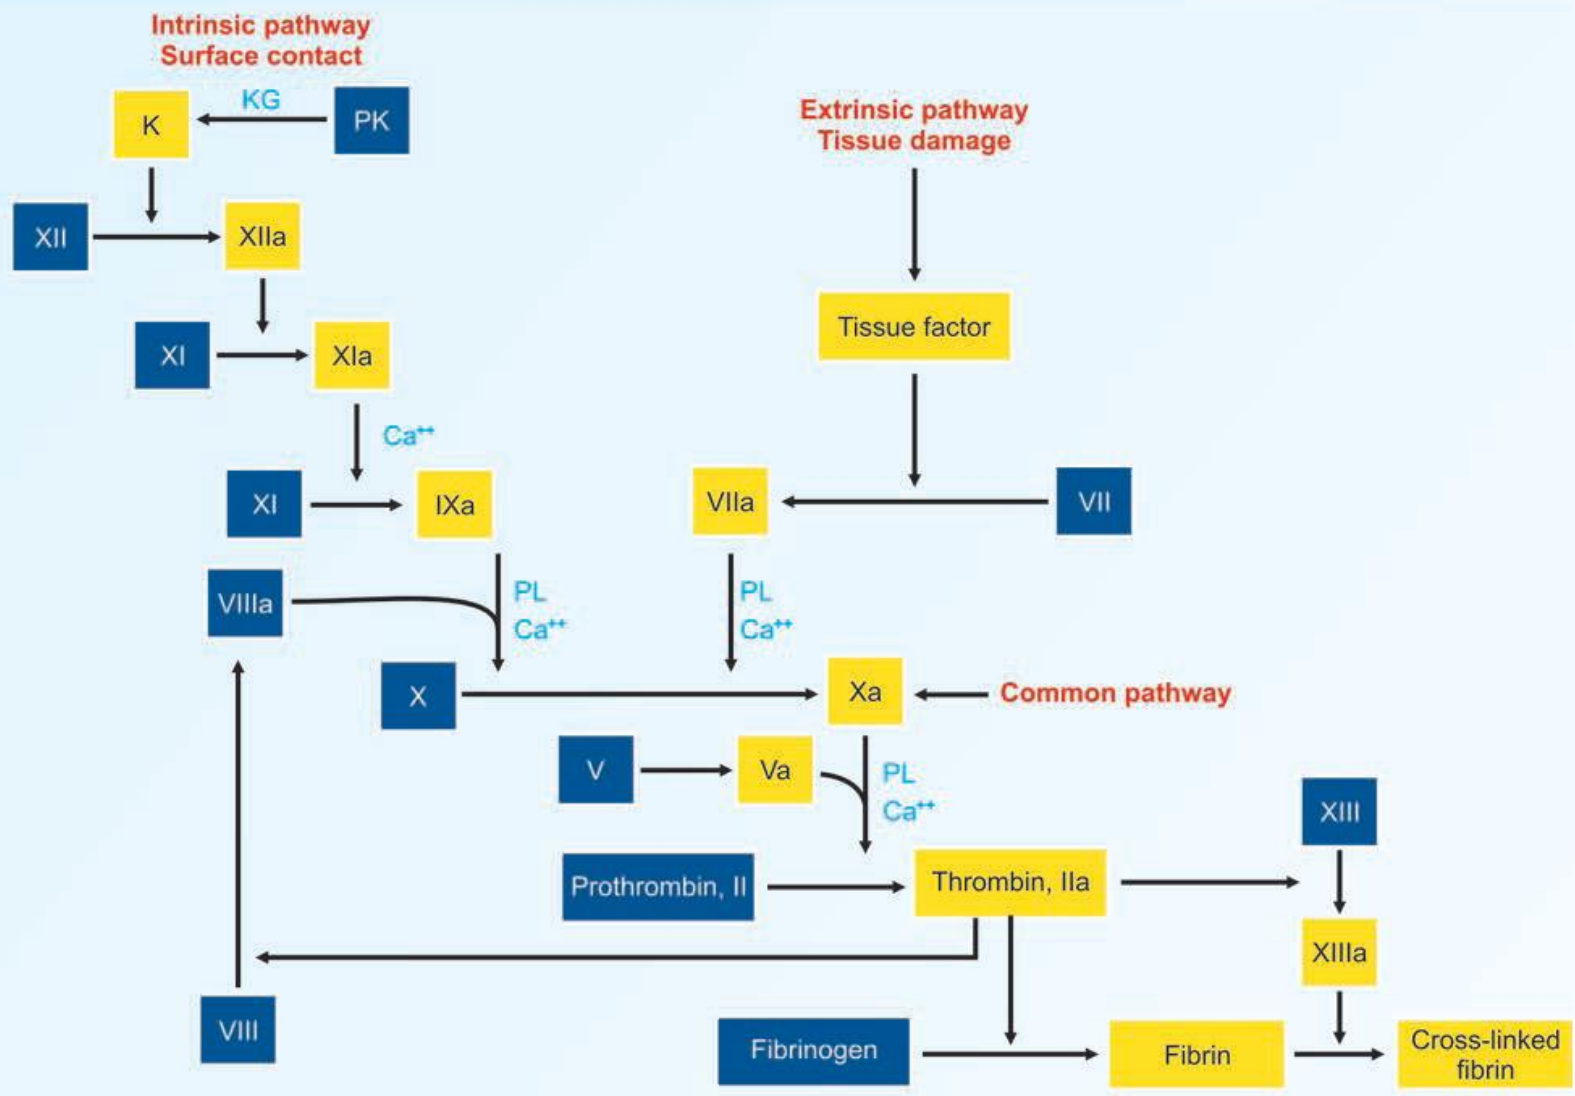 Intrinsic pathway
Surface contact
K
KG
PK
Extrinsic pathway
Tissue damage
XII
XIIa
Tissue factor
XI
XIa
Ca⁺⁺
XI
IXa
VIIa
VII
VIIIa
PL
Ca⁺⁺
PL
Ca⁺⁺
X
Xa
Common pathway
V
Va
PL
Ca⁺⁺
XIII
Prothrombin, II
Thrombin, IIa
XIIIa
VIII
Fibrinogen
Fibrin
Cross-linked
fibrin